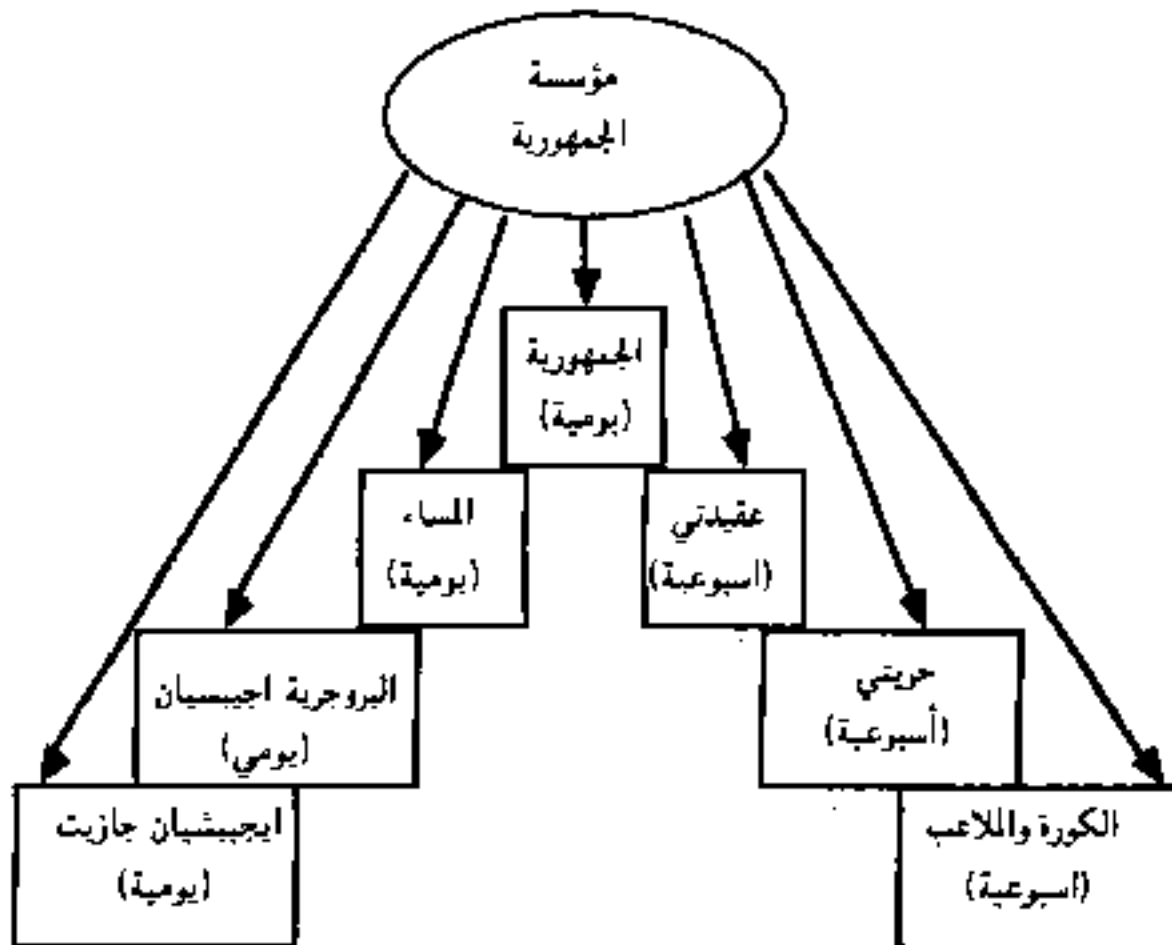 مؤسسة
الجمهورية
الجمهورية
(يومية)
المساء
(يومية)
عقيدتي
(اسبوعية)
البروجرية اجيبسيان
(يومي)
حريتي
(أسبوعية)
ايجيبشيان جازيت
(يومية)
الكورة والملاعب
(اسبوعية)